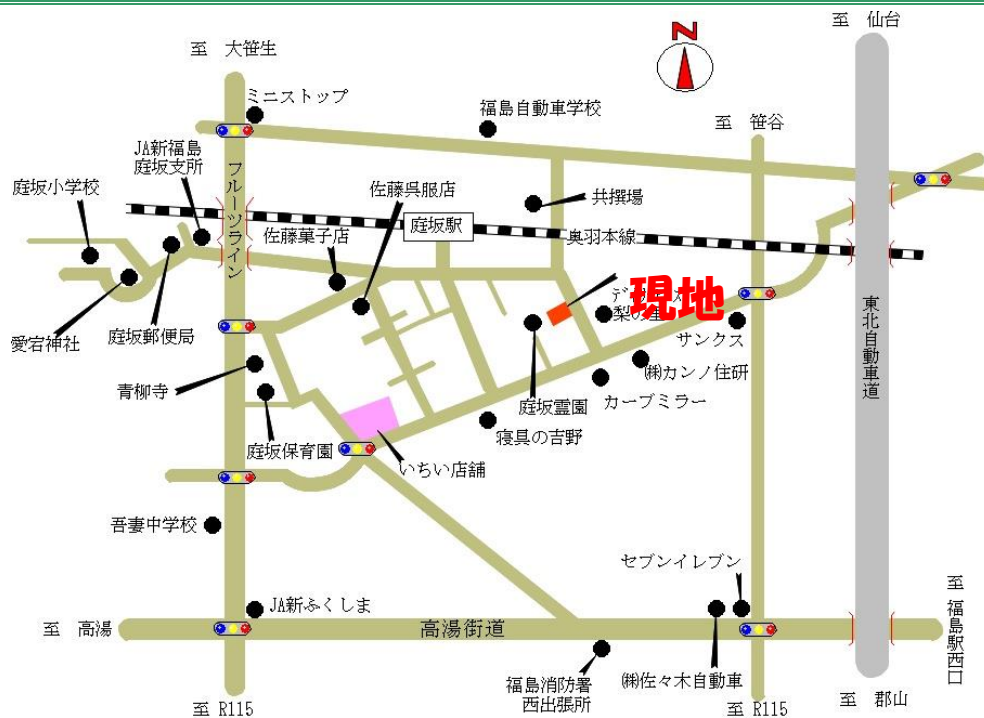 至 仙台
至 大笹生
N
ミニストップ
福島自動車学校
至 笹谷
JA新福島
庭坂支所
庭坂小学校
フルーツライン
佐藤呉服店
共撰場
庭坂駅
佐藤菓子店
奥羽本線
現地
愛宕神社
庭坂郵便局
サンクス
東北自動車道
青柳寺
㈱カンノ住研
庭坂霊園
カーブミラー
庭坂保育園
寝具の吉野
いちい店舗
吾妻中学校
セブンイレブン
JA新ふくしま
至 高湯
高湯街道
至 福島駅西口
福島消防署
西出張所
㈱佐々木自動車
至 R115
至 R115
至 郡山